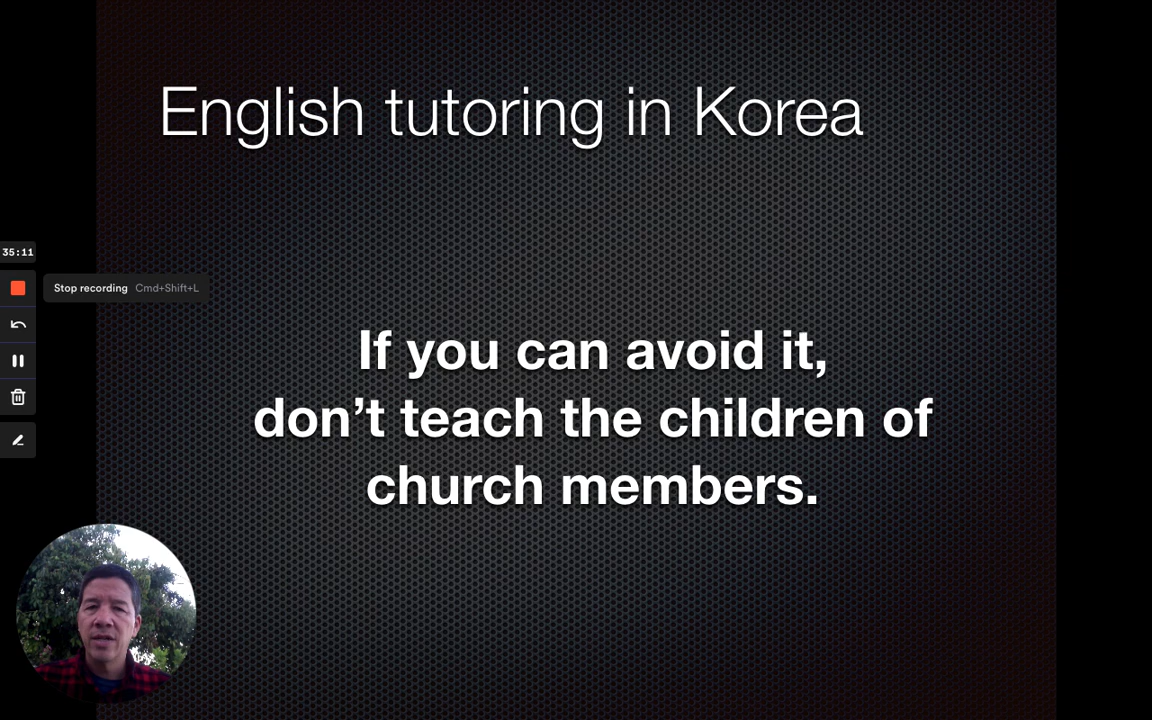 English tutoring in Korea
35:11
Stop recording Cmd+Shift+L
If you can avoid it,
don’t teach the children of
church members.